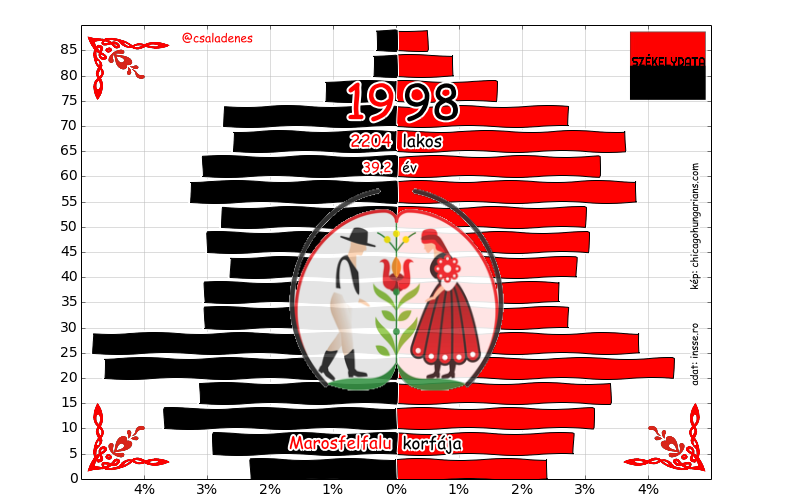 @csaladenes
SZÉKELYDATA
1998
2204 lakos
39.2 év
kép: chicagohungarians.com
adat: insse.ro
Marosfelfalu korfája
85
80
75
70
65
60
55
50
45
40
35
30
25
20
15
10
5
0
4% 3% 2% 1% 0% 1% 2% 3% 4%